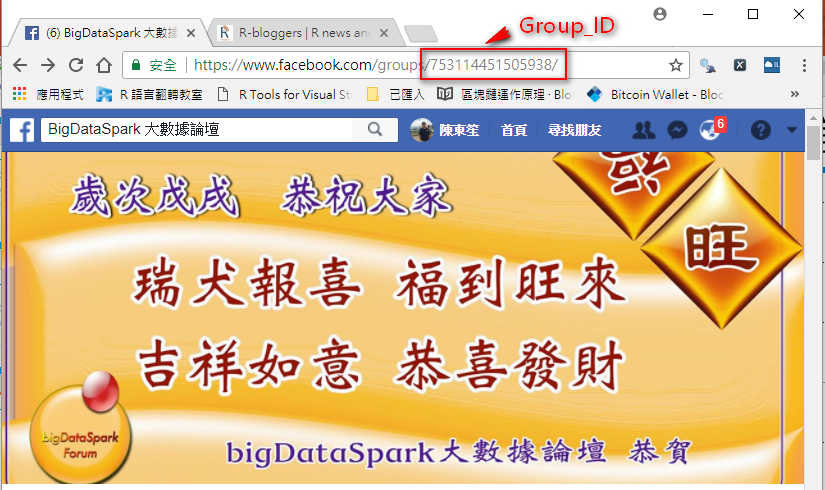 Group_ID
(6) BigDataSpark 大數據
R-bloggers | R news and
安全 https://www.facebook.com/groups/753114451505938/
應用程式 R 語言翻轉教室 R Tools for Visual St 已匯入 區塊鏈運作原理 · Blo Bitcoin Wallet - Bloc »
BigDataSpark 大數據論壇 陳東笙 首頁 尋找朋友 6
歲次戊戌 恭祝大家
旺
旺
瑞犬報喜 福到旺來
吉祥如意 恭喜發財
bigDataSpark
Forum
bigDataSpark大數據論壇 恭賀